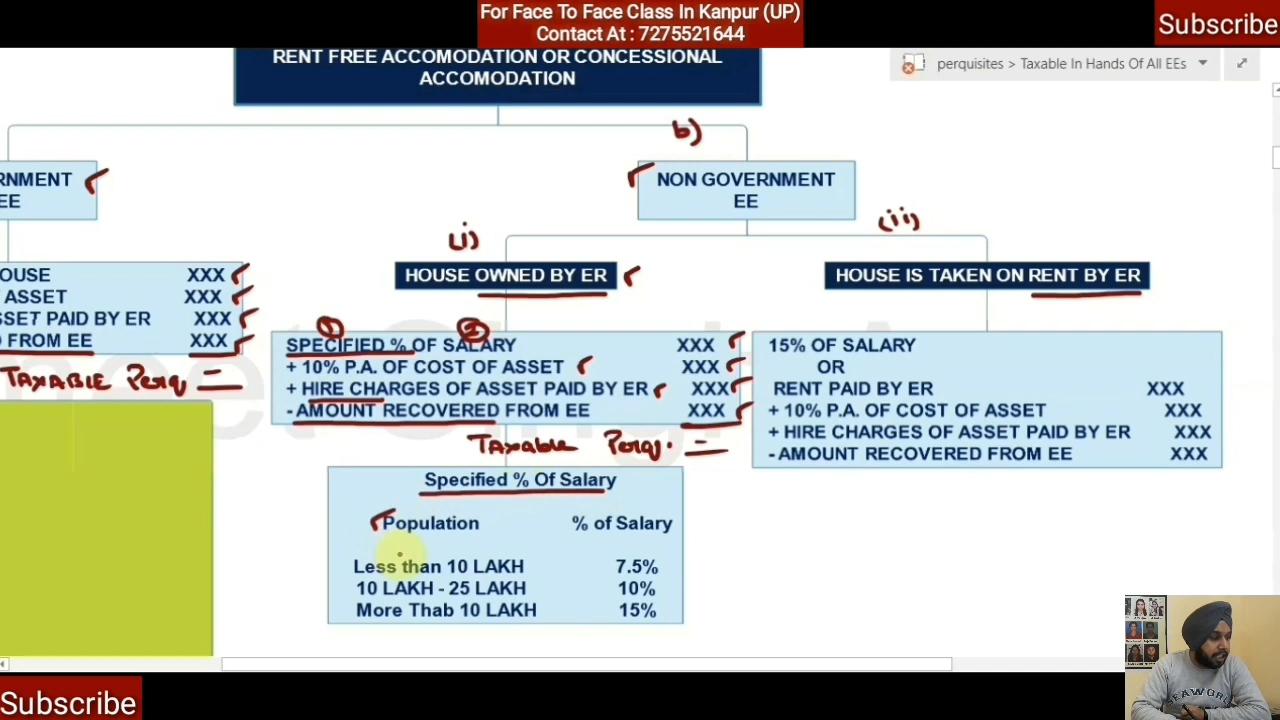 For Face To Face Class In Kanpur (UP)
Contact At : 7275521644
Subscribe
RENT FREE ACCOMODATION OR CONCESSIONAL
ACCOMODATION
perquisites > Taxable In Hands Of All EEs
b)
RNMENT
EE
NON GOVERNMENT
EE
(i)
(ii)
HOUSE OWNED BY ER
HOUSE IS TAKEN ON RENT BY ER
OUSE XXX
ASSET XXX
SSET PAID BY ER XXX
FROM EE XXX
TAXABLE Perq =
① ②
SPECIFIED % OF SALARY XXX
+ 10% P.A. OF COST OF ASSET XXX
+ HIRE CHARGES OF ASSET PAID BY ER XXX
- AMOUNT RECOVERED FROM EE XXX
Taxable Perq. =
15% OF SALARY
OR
RENT PAID BY ER XXX
+ 10% P.A. OF COST OF ASSET XXX
+ HIRE CHARGES OF ASSET PAID BY ER XXX
- AMOUNT RECOVERED FROM EE XXX
Specified % Of Salary
Population % of Salary
Less than 10 LAKH 7.5%
10 LAKH - 25 LAKH 10%
More Thab 10 LAKH 15%
Subscribe